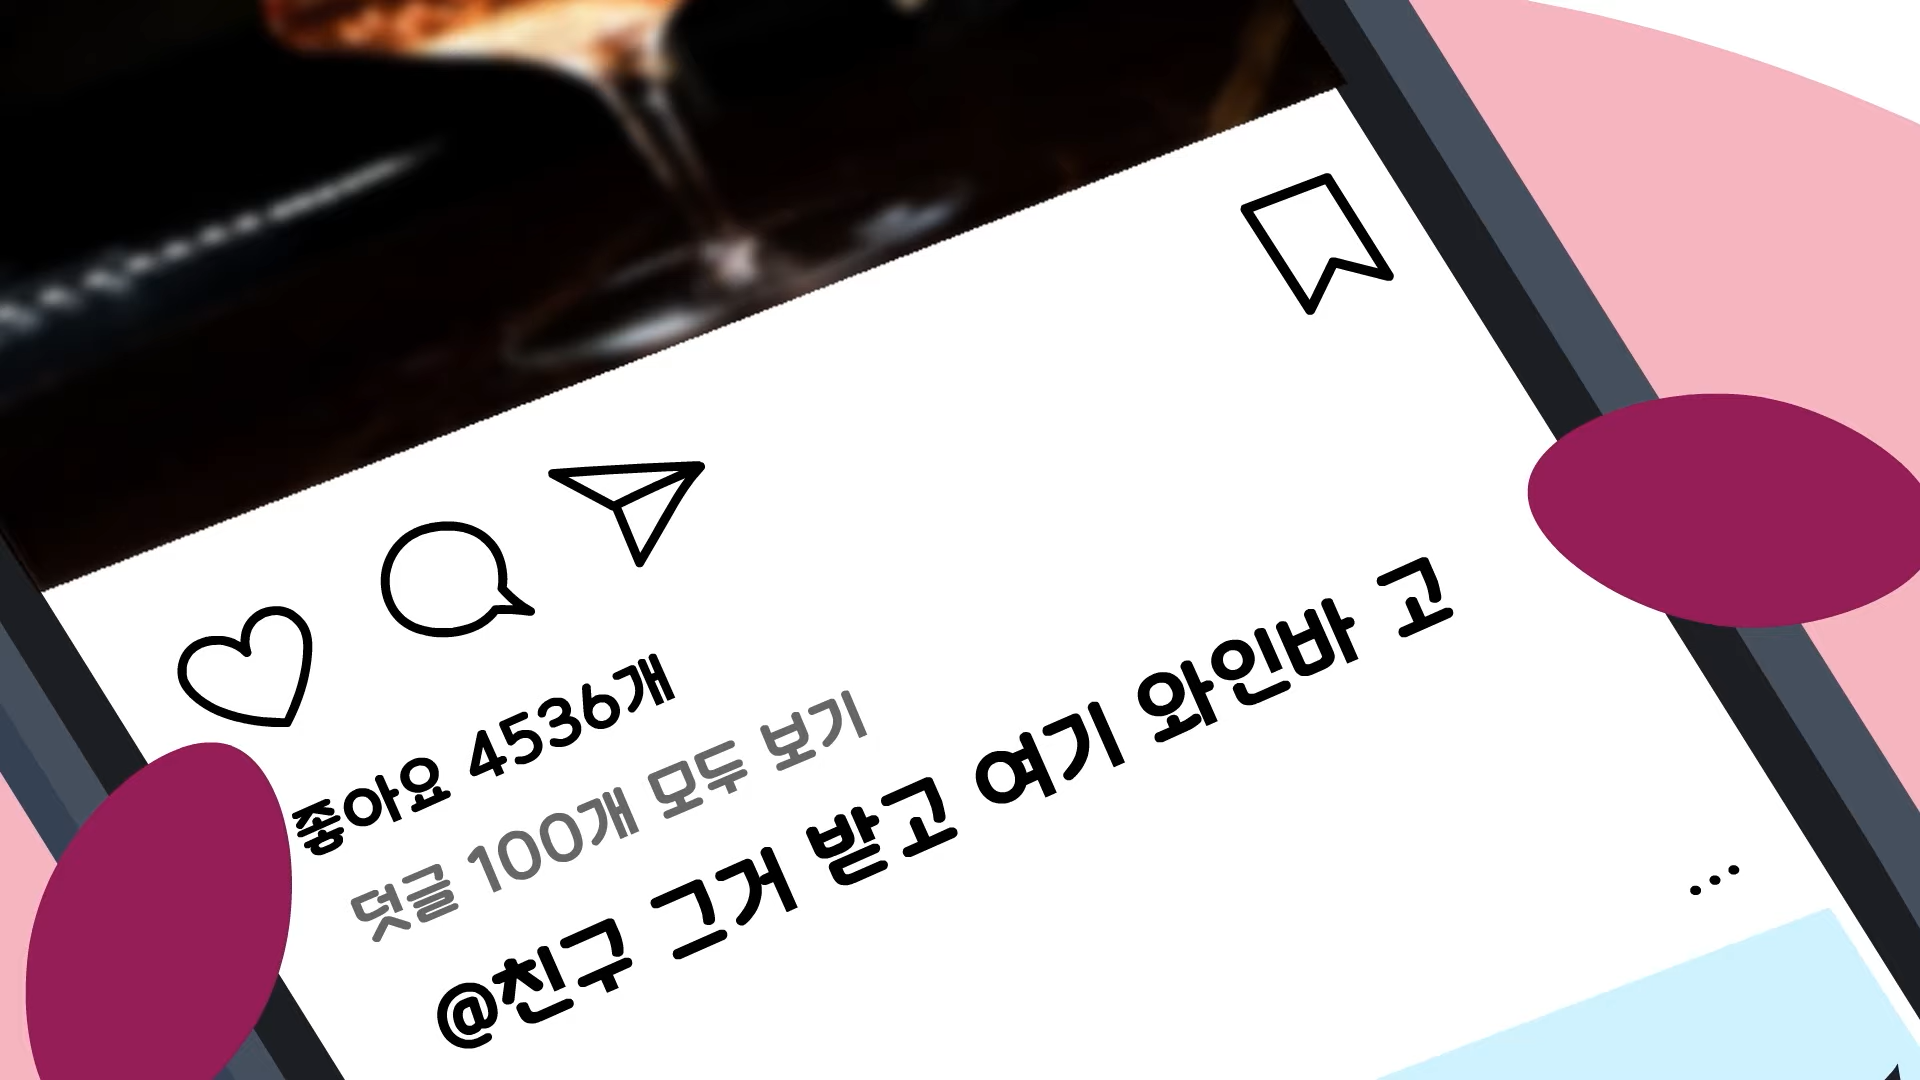 좋아요 4536개
댓글 100개 모두 보기
@친구 그거 받고 여기 와인바 고